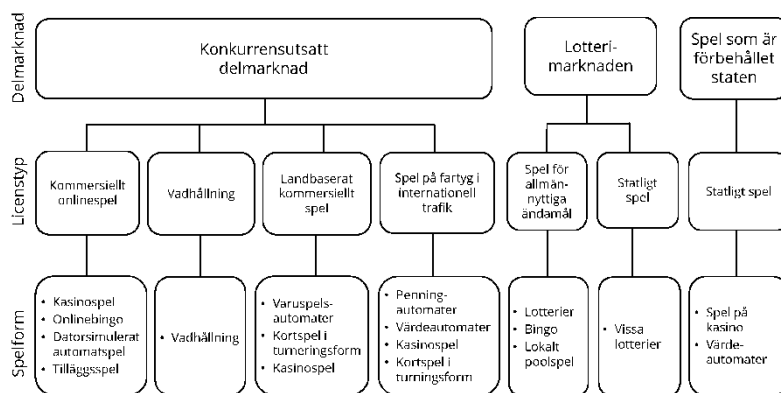 Delmarknad
Konkurrensutsatt
delmarknad
Lotteri-
marknaden
Spel som är
förbehållet
staten
Licenstyp
Kommersiellt
onlinespel
Vadhållning
Landbaserat
kommersiellt
spel
Spel på fartyg i
internationell
trafik
Spel för
allmän-
nyttiga
ändamål
Statligt
spel
Statligt spel
Spelform
• Kasinospel
• Onlinebingo
• Datorsimulerat
automatspel
• Tilläggsspel
• Vadhållning
• Varuspels-
automater
• Kortspel i
turneringsform
• Kasinospel
• Penning-
automater
• Värdeautomater
• Kasinospel
• Kortspel i
turningsform
• Lotterier
• Bingo
• Lokalt
poolspel
• Vissa
lotterier
• Spel på
kasino
• Värde-
automater